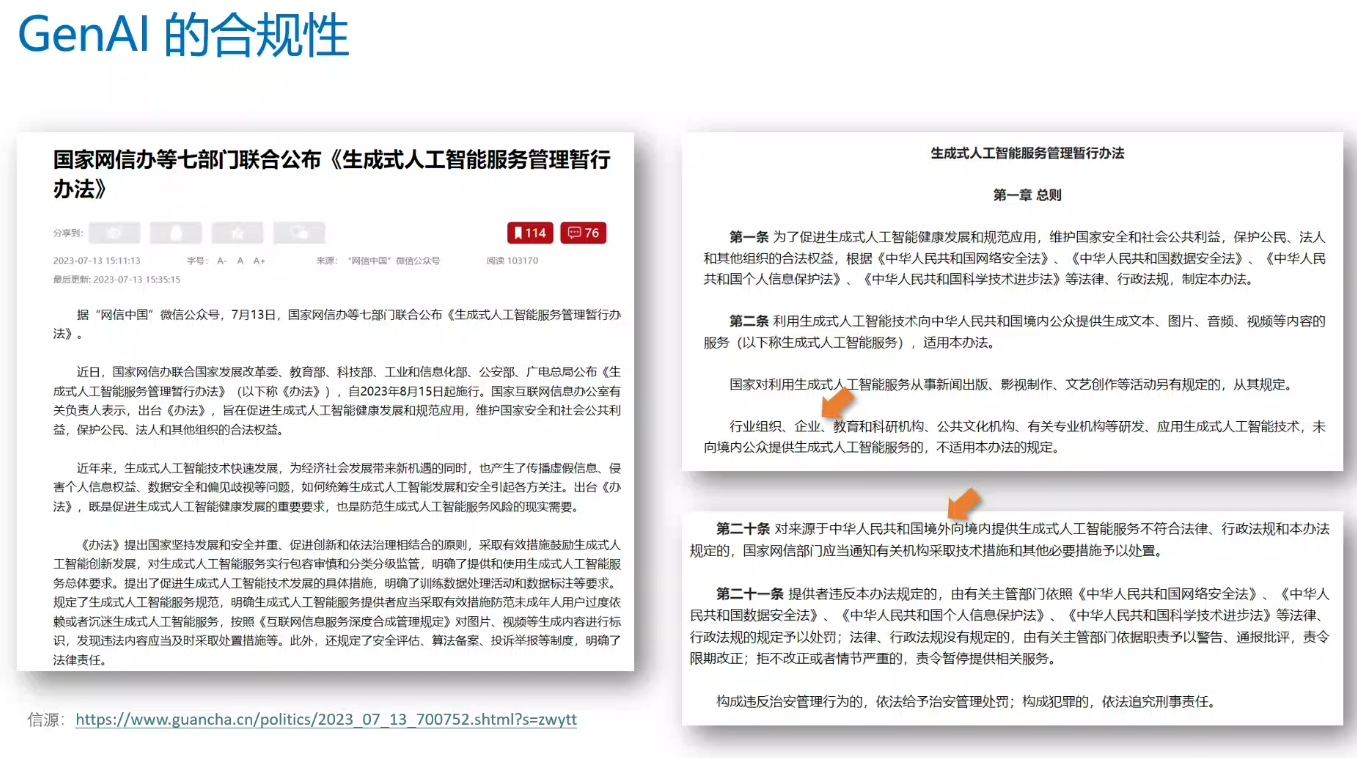 GenAI 的合规性
国家网信办等七部门联合公布《生成式人工智能服务管理暂行
办法》
分享到:
114
76
2023-07-13 15:11:13 字号: A- A A+ 来源: “网信中国”微信公众号 阅读 103170
最后更新: 2023-07-13 15:35:15
据“网信中国”微信公众号，7月13日，国家网信办等七部门联合公布《生成式人工智能服务管理暂行办
法》。
近日，国家网信办联合国家发展改革委、教育部、科技部、工业和信息化部、公安部、广电总局公布《生
成式人工智能服务管理暂行办法》（以下称《办法》），自2023年8月15日起施行。国家互联网信息办公室有
关负责人表示，出台《办法》，旨在促进生成式人工智能健康发展和规范应用，维护国家安全和社会公共利
益，保护公民、法人和其他组织的合法权益。
近年来，生成式人工智能技术快速发展，为经济社会发展带来新机遇的同时，也产生了传播虚假信息、侵
害个人信息权益、数据安全和偏见歧视等问题，如何统筹生成式人工智能发展和安全引起各方关注。出台《办
法》，既是促进生成式人工智能健康发展的重要要求，也是防范生成式人工智能服务风险的现实需要。
《办法》提出国家坚持发展和安全并重、促进创新和依法治理相结合的原则，采取有效措施鼓励生成式人
工智能创新发展，对生成式人工智能服务实行包容审慎和分类分级监管，明确了提供和使用生成式人工智能服
务总体要求。提出了促进生成式人工智能技术发展的具体措施，明确了训练数据处理活动和数据标注等要求。
规定了生成式人工智能服务规范，明确生成式人工智能服务提供者应当采取有效措施防范未成年人用户过度依
赖或者沉迷生成式人工智能服务，按照《互联网信息服务深度合成管理规定》对图片、视频等生成内容进行标
识，发现违法内容应当及时采取处置措施等。此外，还规定了安全评估、算法备案、投诉举报等制度，明确了
法律责任。
信源：https://www.guancha.cn/politics/2023_07_13_700752.shtml?s=zwytt
生成式人工智能服务管理暂行办法
第一章 总则
第一条 为了促进生成式人工智能健康发展和规范应用，维护国家安全和社会公共利益，保护公民、法人
和其他组织的合法权益，根据《中华人民共和国网络安全法》、《中华人民共和国数据安全法》、《中华人民
共和国个人信息保护法》、《中华人民共和国科学技术进步法》等法律、行政法规，制定本办法。
第二条 利用生成式人工智能技术向中华人民共和国境内公众提供生成文本、图片、音频、视频等内容的
服务（以下称生成式人工智能服务），适用本办法。
国家对利用生成式人工智能服务从事新闻出版、影视制作、文艺创作等活动另有规定的，从其规定。
行业组织、企业、教育和科研机构、公共文化机构、有关专业机构等研发、应用生成式人工智能技术，未
向境内公众提供生成式人工智能服务的，不适用本办法的规定。
第二十条 对来源于中华人民共和国境外向境内提供生成式人工智能服务不符合法律、行政法规和本办法
规定的，国家网信部门应当通知有关机构采取技术措施和其他必要措施予以处置。
第二十一条 提供者违反本办法规定的，由有关主管部门依照《中华人民共和国网络安全法》、《中华人
民共和国数据安全法》、《中华人民共和国个人信息保护法》、《中华人民共和国科学技术进步法》等法律、
行政法规的规定予以处罚；法律、行政法规没有规定的，由有关主管部门依据职责予以警告、通报批评，责令
限期改正；拒不改正或者情节严重的，责令暂停提供相关服务。
构成违反治安管理行为的，依法给予治安管理处罚；构成犯罪的，依法追究刑事责任。